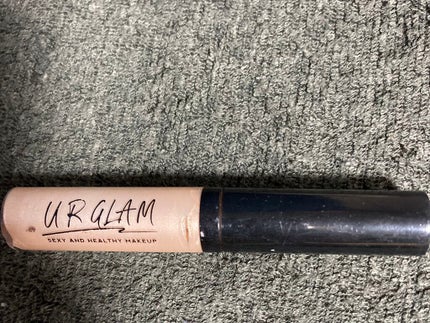 UR GLAM
SEXY AND HEALTHY MAKEUP